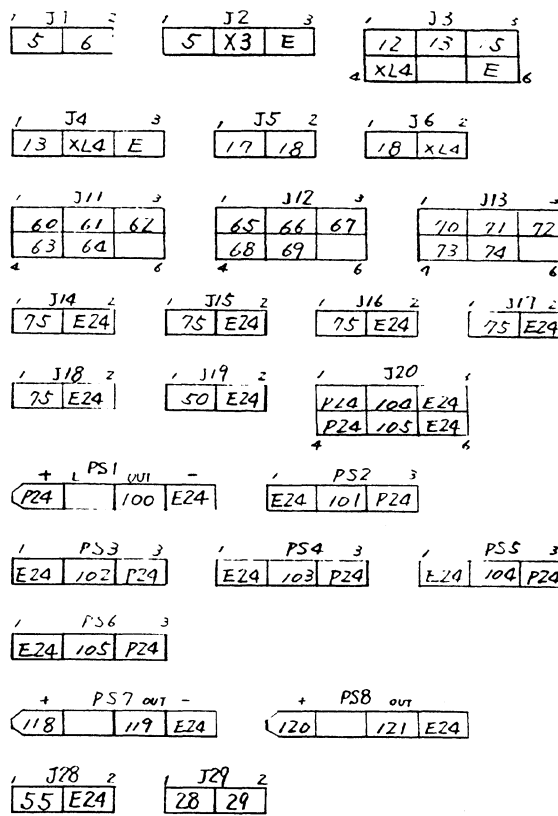 1 J1 2
5 6
1 J2 3
5 X3 E
1 J3 3
12 13 15
XL4 E
4 6
1 J4 3
13 XL4 E
1 J5 2
17 18
1 J6 2
18 XL4
1 J11 3
60 61 62
63 64
4 6
1 J12 3
65 66 67
68 69
4 6
1 J13 3
70 71 72
73 74
4 6
1 J14 2
75 E24
1 J15 2
75 E24
1 J16 2
75 E24
1 J17 2
75 E24
1 J18 2
75 E24
1 J19 2
50 E24
1 J20 3
P24 104 E24
P24 105 E24
4 6
+ L PS1 OUT -
P24 100 E24
1 PS2 3
E24 101 P24
1 PS3 3
E24 102 P24
1 PS4 3
E24 103 P24
1 PS5 3
E24 104 P24
1 PS6 3
E24 105 P24
+ PS7 OUT -
118 119 E24
+ PS8 OUT
120 121 E24
1 J28 2
55 E24
1 J29 2
28 29